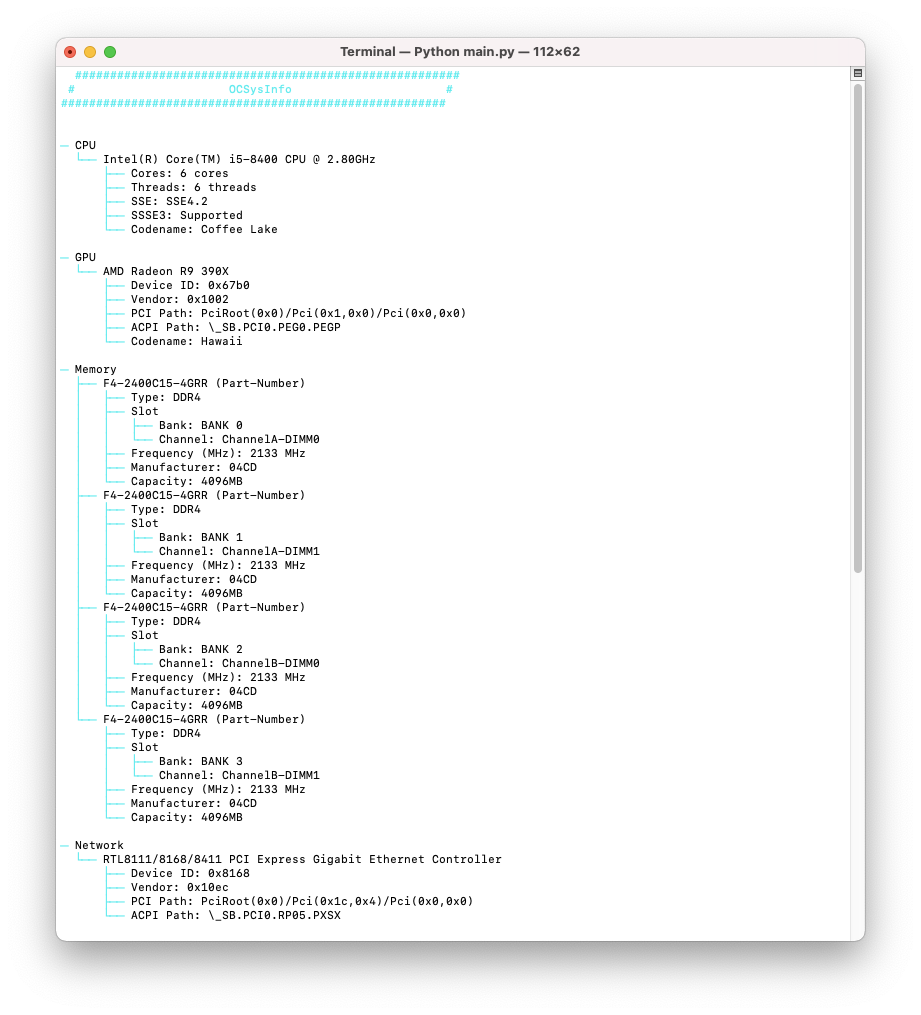 Terminal — Python main.py — 112×62
#######################################################
# OCSysInfo #
#######################################################
─ CPU
└── Intel(R) Core(TM) i5-8400 CPU @ 2.80GHz
├── Cores: 6 cores
├── Threads: 6 threads
├── SSE: SSE4.2
├── SSSE3: Supported
└── Codename: Coffee Lake
─ GPU
└── AMD Radeon R9 390X
├── Device ID: 0x67b0
├── Vendor: 0x1002
├── PCI Path: PciRoot(0x0)/Pci(0x1,0x0)/Pci(0x0,0x0)
├── ACPI Path: \_SB.PCI0.PEG0.PEGP
└── Codename: Hawaii
─ Memory
├── F4-2400C15-4GRR (Part-Number)
│   ├── Type: DDR4
│   ├── Slot
│   │   ├── Bank: BANK 0
│   │   └── Channel: ChannelA-DIMM0
│   ├── Frequency (MHz): 2133 MHz
│   ├── Manufacturer: 04CD
│   └── Capacity: 4096MB
├── F4-2400C15-4GRR (Part-Number)
│   ├── Type: DDR4
│   ├── Slot
│   │   ├── Bank: BANK 1
│   │   └── Channel: ChannelA-DIMM1
│   ├── Frequency (MHz): 2133 MHz
│   ├── Manufacturer: 04CD
│   └── Capacity: 4096MB
├── F4-2400C15-4GRR (Part-Number)
│   ├── Type: DDR4
│   ├── Slot
│   │   ├── Bank: BANK 2
│   │   └── Channel: ChannelB-DIMM0
│   ├── Frequency (MHz): 2133 MHz
│   ├── Manufacturer: 04CD
│   └── Capacity: 4096MB
└── F4-2400C15-4GRR (Part-Number)
├── Type: DDR4
├── Slot
│   ├── Bank: BANK 3
│   └── Channel: ChannelB-DIMM1
├── Frequency (MHz): 2133 MHz
├── Manufacturer: 04CD
└── Capacity: 4096MB
─ Network
└── RTL8111/8168/8411 PCI Express Gigabit Ethernet Controller
├── Device ID: 0x8168
├── Vendor: 0x10ec
├── PCI Path: PciRoot(0x0)/Pci(0x1c,0x4)/Pci(0x0,0x0)
└── ACPI Path: \_SB.PCI0.RP05.PXSX